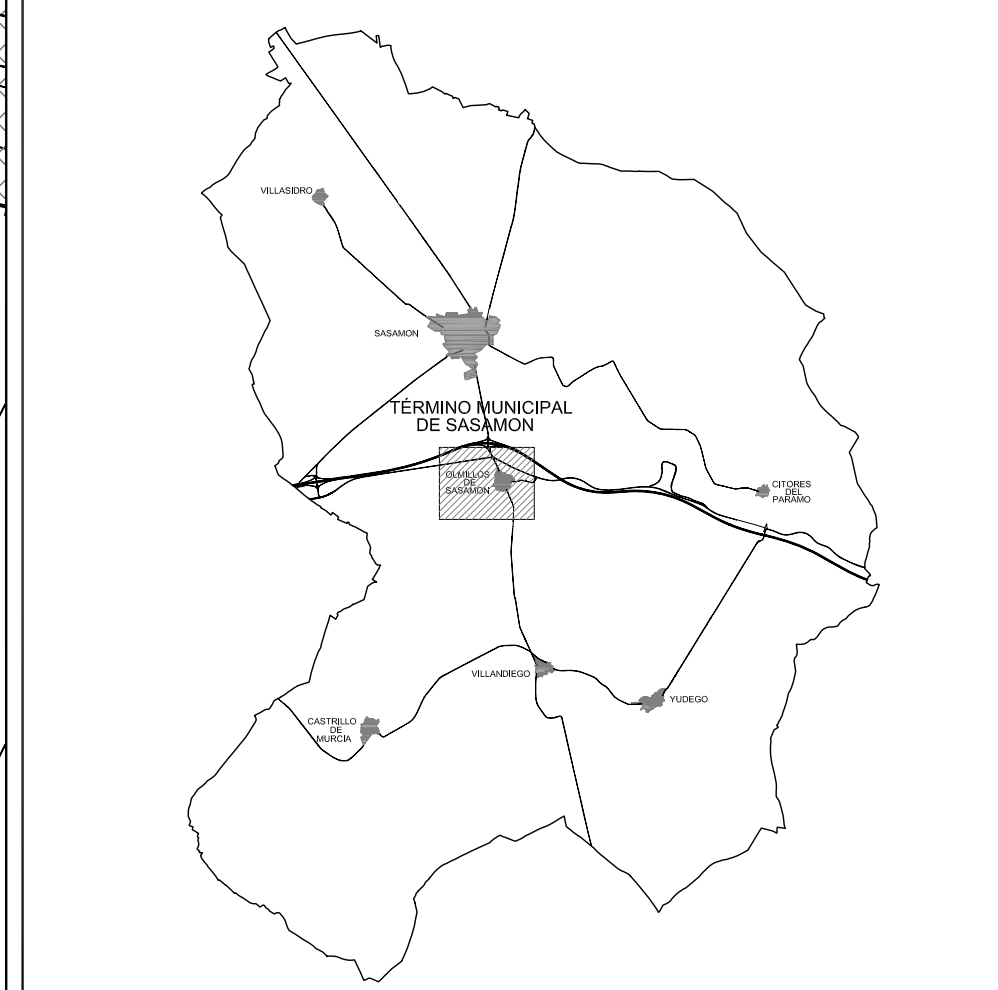 VILLASIDRO
SASAMON
TÉRMINO MUNICIPAL
DE SASAMON
OLMILLOS
DE
SASAMON
CITORES
DEL
PARAMO
VILLANDIEGO
YUDEGO
CASTRILLO
DE
MURCIA